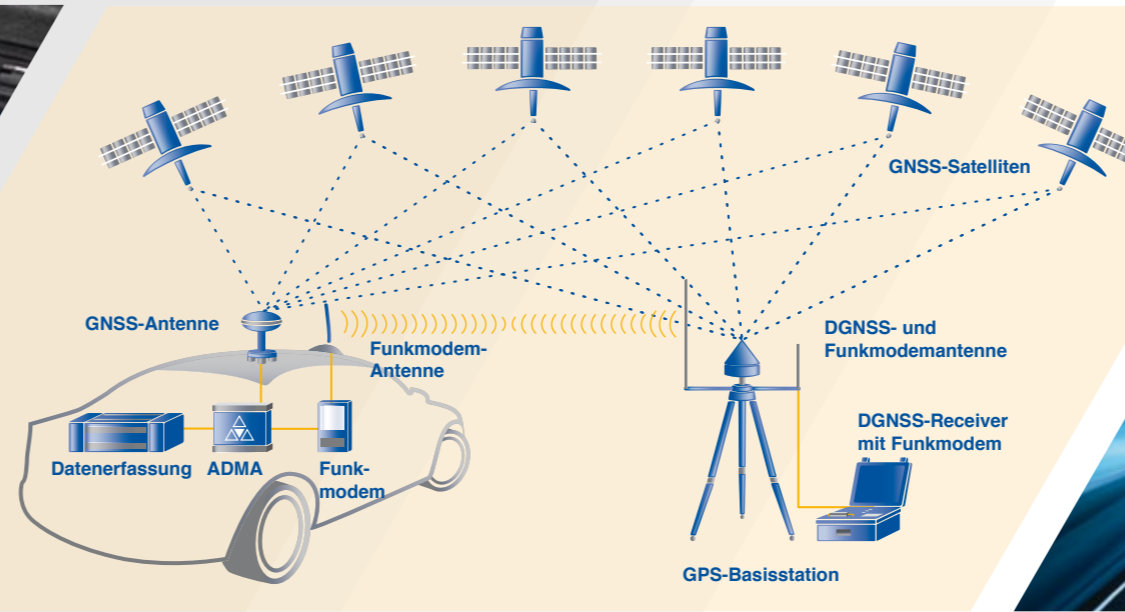 GNSS-Satelliten
GNSS-Antenne
Funkmodem-
Antenne
DGNSS- und
Funkmodemantenne
DGNSS-Receiver
mit Funkmodem
Datenerfassung
ADMA
Funk-
modem
GPS-Basisstation